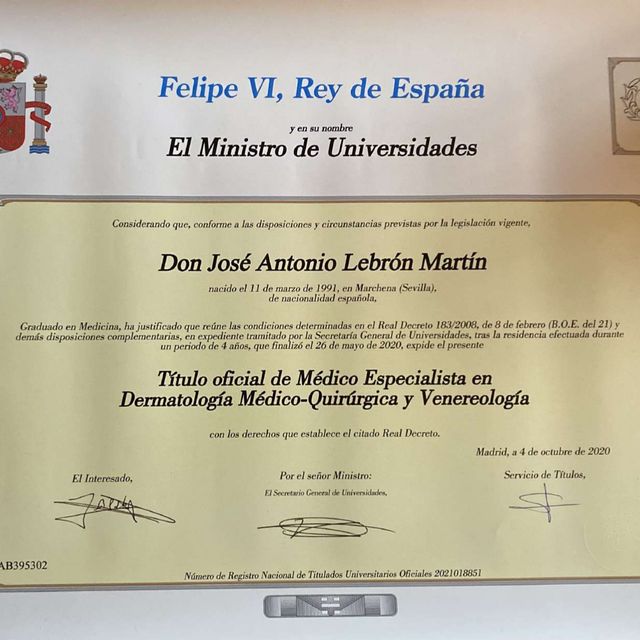 Felipe VI, Rey de España
y en su nombre
El Ministro de Universidades
Considerando que, conforme a las disposiciones y circunstancias previstas por la legislación vigente,
Don José Antonio Lebrón Martín
nacido el 11 de marzo de 1991, en Marchena (Sevilla),
de nacionalidad española,
Graduado en Medicina, ha justificado que reúne las condiciones determinadas en el Real Decreto 183/2008, de 8 de febrero (B.O.E. del 21) y
demás disposiciones complementarias, en expediente tramitado por la Secretaría General de Universidades, tras la residencia efectuada durante
un periodo de 4 años, que finalizó el 26 de mayo de 2020, expide el presente
Título oficial de Médico Especialista en
Dermatología Médico-Quirúrgica y Venereología
con los derechos que establece el citado Real Decreto.
Madrid, a 4 de octubre de 2020
El Interesado,
Por el señor Ministro:
Servicio de Títulos,
El Secretario General de Universidades,
AB395302
Número de Registro Nacional de Titulados Universitarios Oficiales 2021018851